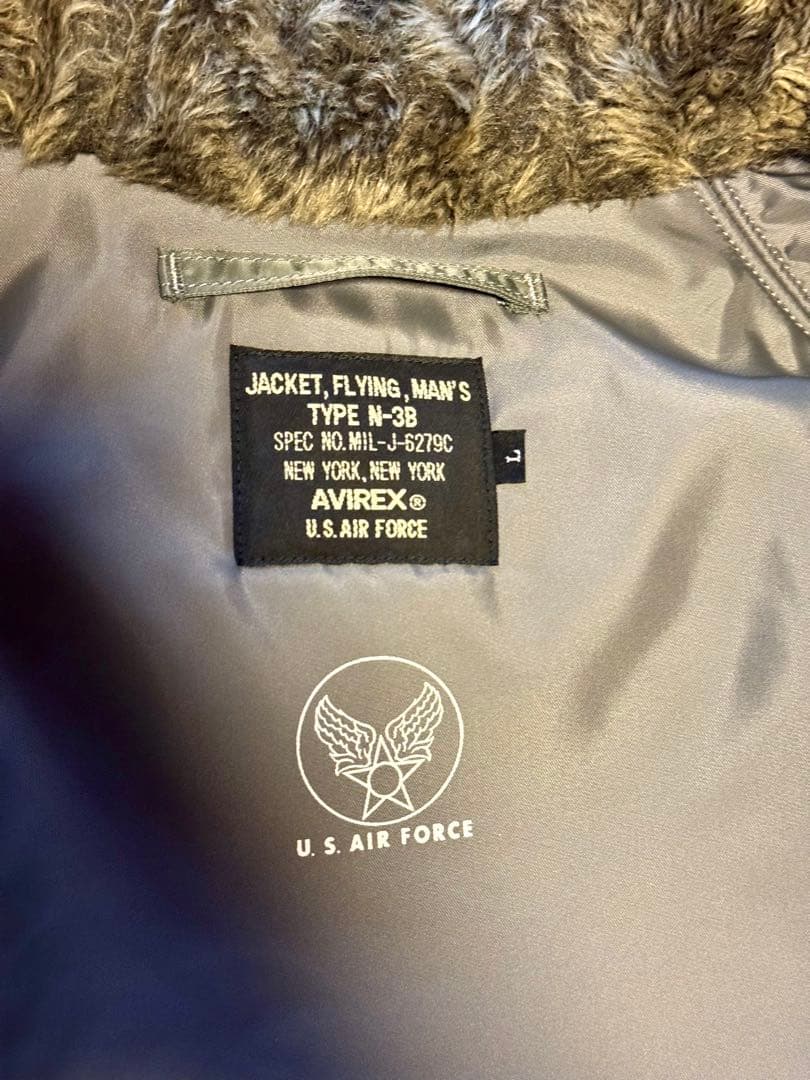 JACKET, FLYING, MAN'S
TYPE N-3B
SPEC NO. MIL-J-6279C
NEW YORK, NEW YORK
AVIREX®
U.S. AIR FORCE
L
U. S. AIR FORCE